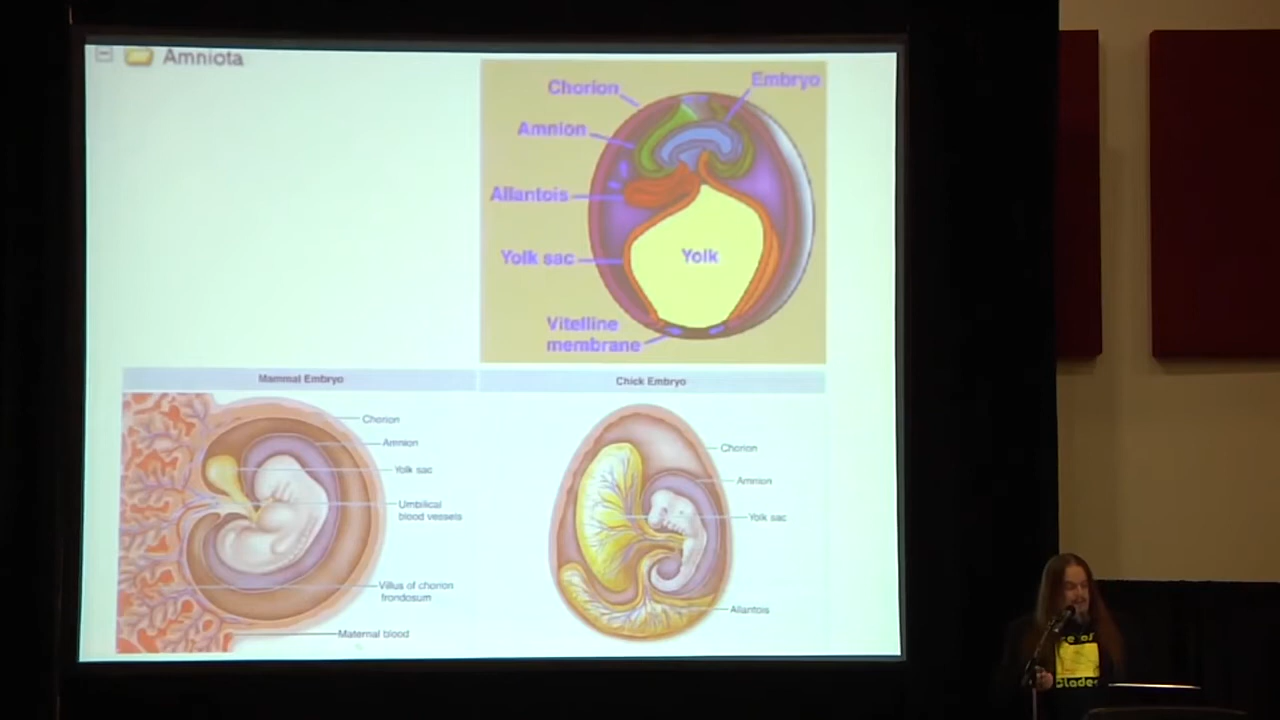 Amniota
Chorion
Embryo
Amnion
Allantois
Yolk sac
Yolk
Vitelline
membrane
Mammal Embryo
Chorion
Amnion
Yolk sac
Umbilical
blood vessels
Villus of chorion
frondosum
Maternal blood
Chick Embryo
Chorion
Amnion
Yolk sac
Allantois
Glades